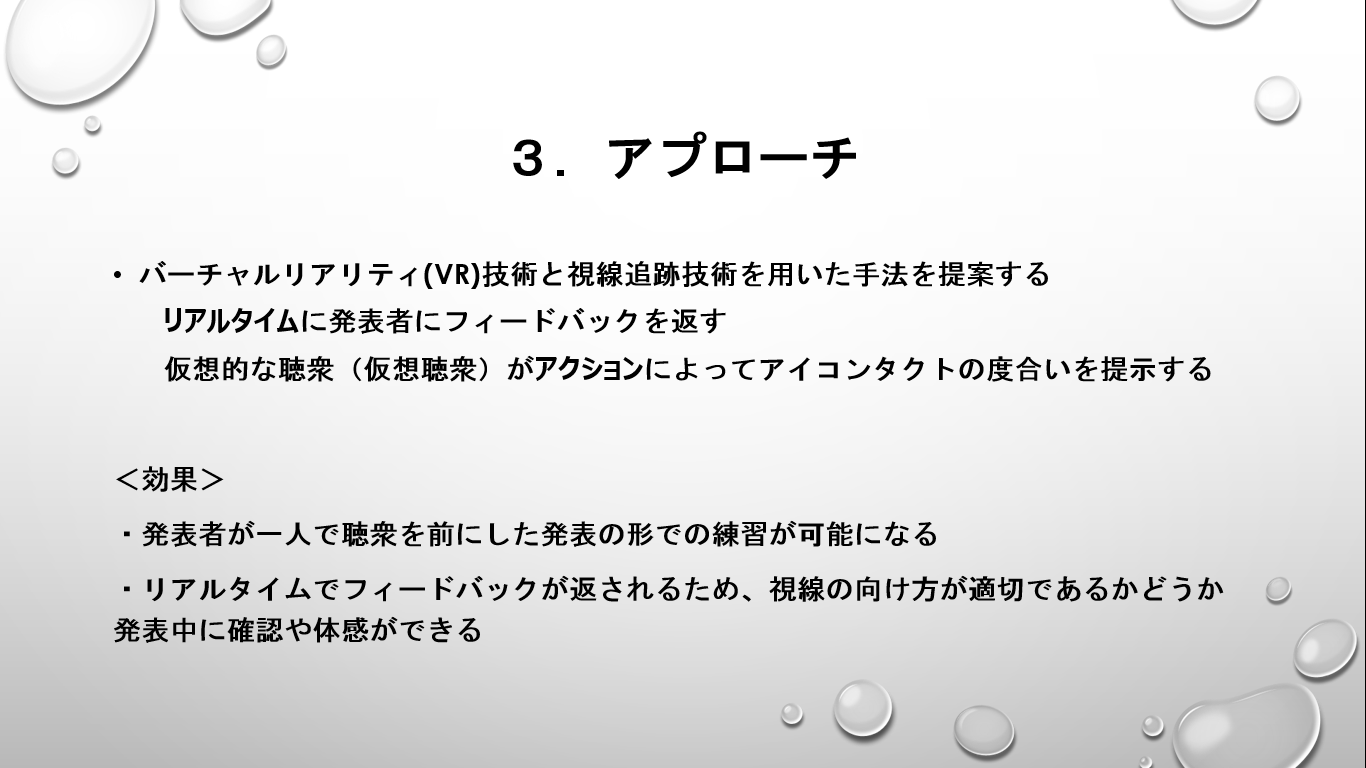 ３．アプローチ
• バーチャルリアリティ(VR)技術と視線追跡技術を用いた手法を提案する
リアルタイムに発表者にフィードバックを返す
仮想的な聴衆（仮想聴衆）がアクションによってアイコンタクトの度合いを提示する
＜効果＞
・発表者が一人で聴衆を前にした発表の形での練習が可能になる
・リアルタイムでフィードバックが返されるため、視線の向け方が適切であるかどうか
発表中に確認や体感ができる